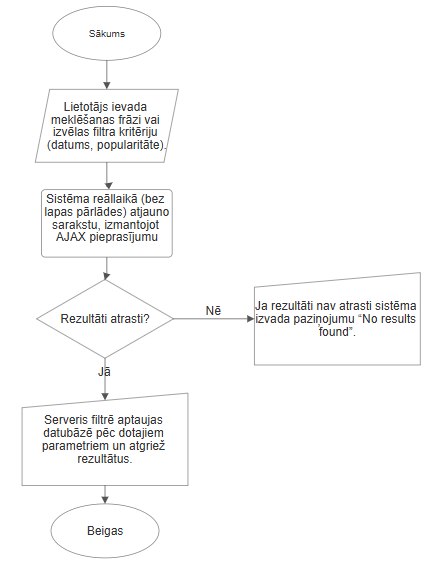 Sākums
Lietotājs ievada
meklēšanas frāzi vai
izvēlas filtra kritēriju
(datums, popularitāte).
Sistēma reāllaikā (bez
lapas pārlādes) atjauno
sarakstu, izmantojot
AJAX pieprasījumu
Rezultāti atrasti?
Nē
Ja rezultāti nav atrasti sistēma
izvada paziņojumu “No results
found”.
Jā
Serveris filtrē aptaujas
datubāzē pēc dotajiem
parametriem un atgriež
rezultātus.
Beigas